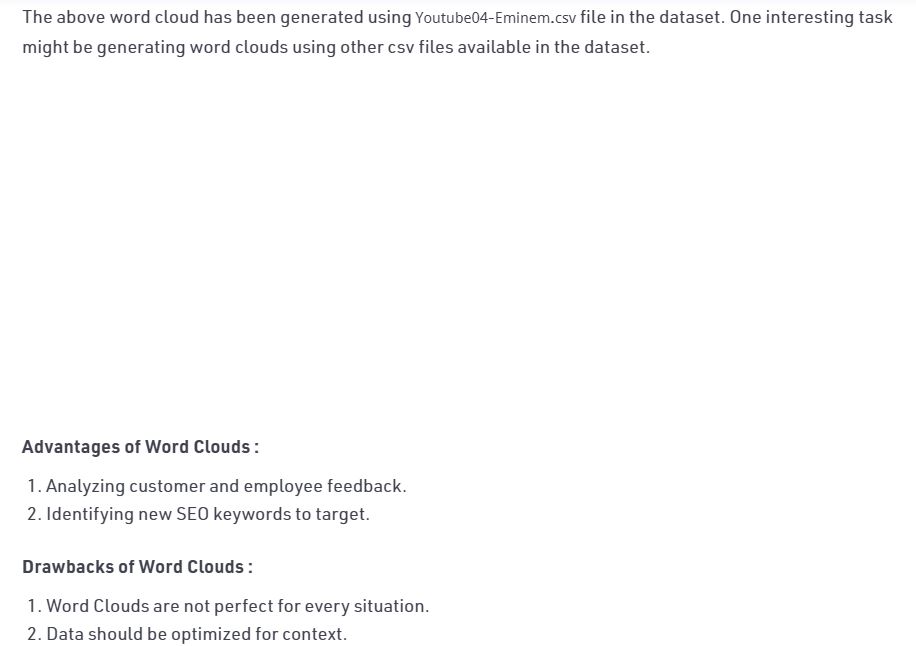 The above word cloud has been generated using Youtube04-Eminem.csv file in the dataset. One interesting task
might be generating word clouds using other csv files available in the dataset.
Advantages of Word Clouds :
1. Analyzing customer and employee feedback.
2. Identifying new SEO keywords to target.
Drawbacks of Word Clouds :
1. Word Clouds are not perfect for every situation.
2. Data should be optimized for context.